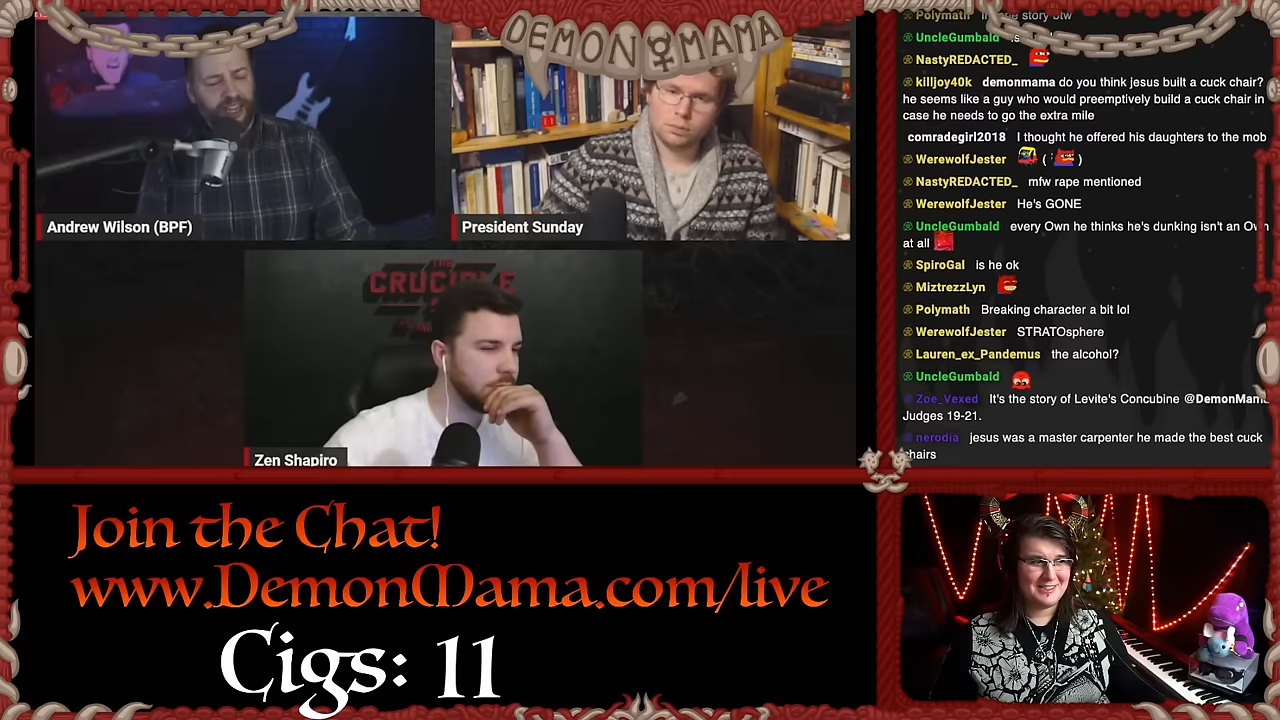 DEMON MAMA
Andrew Wilson (BPF)
President Sunday
THE
CRUCIBLE
Zen Shapiro
Polymath story btw
UncleGumbald
NastyREDACTED_
killjoy40k demonmama do you think jesus built a cuck chair?
he seems like a guy who would preemptively build a cuck chair in
case he needs to go the extra mile
comradegirl2018 I thought he offered his daughters to the mob
WerewolfJester ( )
NastyREDACTED_ mfw rape mentioned
WerewolfJester He's GONE
UncleGumbald every Own he thinks he's dunking isn't an Own
at all
SpiroGal is he ok
MiztrezzLyn
Polymath Breaking character a bit lol
WerewolfJester STRATOsphere
Lauren_ex_Pandemus the alcohol?
UncleGumbald
Zoe_Vexed It's the story of Levite's Concubine @DemonMama
Judges 19-21.
nerodia jesus was a master carpenter he made the best cuck
chairs
Join the Chat!
www.DemonMama.com/live
Cigs: 11